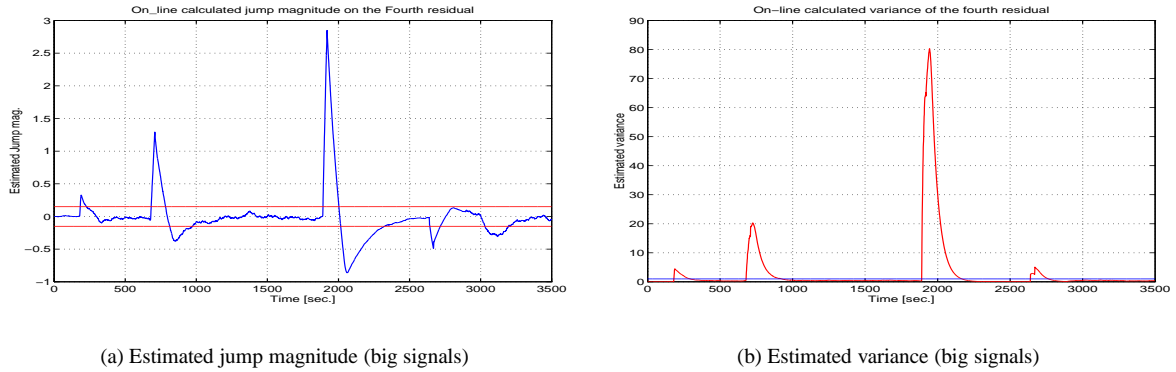 On_line calculated jump magnitude on the Fourth residual
Estimated Jump mag.
3
2.5
2
1.5
1
0.5
0
−0.5
−1
0 500 1000 1500 2000 2500 3000 3500
Time [sec.]
(a) Estimated jump magnitude (big signals)
On−line calculated variance of the fourth residual
Estimated variance
90
80
70
60
50
40
30
20
10
0
0 500 1000 1500 2000 2500 3000 3500
Time [sec.]
(b) Estimated variance (big signals)